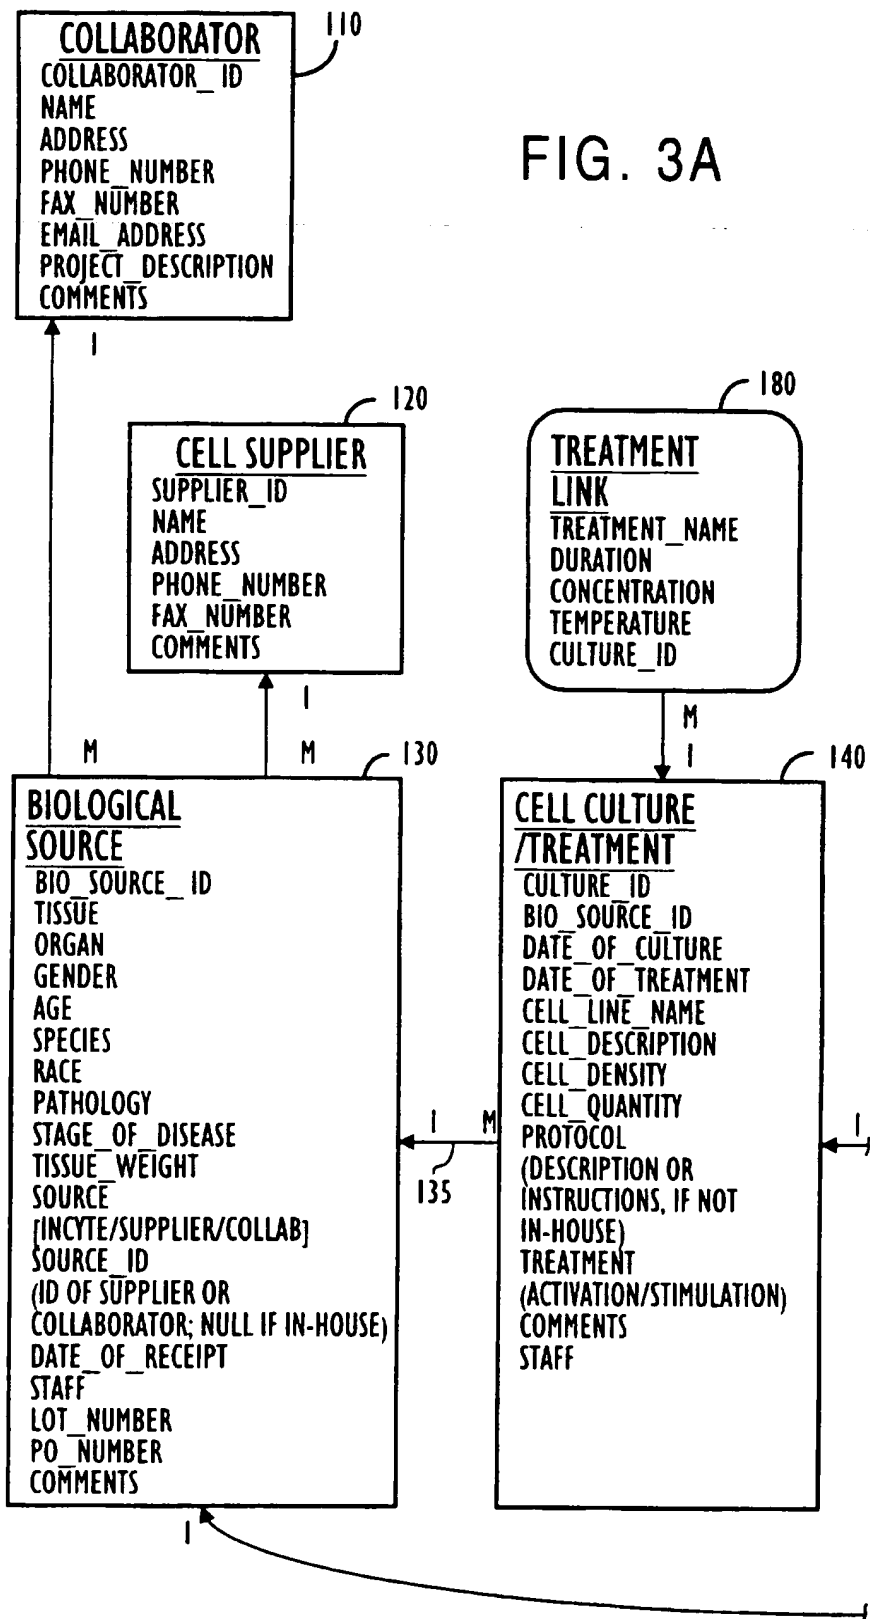 COLLABORATOR
COLLABORATOR_ID
NAME
ADDRESS
PHONE_NUMBER
FAX_NUMBER
EMAIL_ADDRESS
PROJECT_DESCRIPTION
COMMENTS
110
FIG. 3A
1
120
CELL SUPPLIER
SUPPLIER_ID
NAME
ADDRESS
PHONE_NUMBER
FAX_NUMBER
COMMENTS
1
180
TREATMENT
LINK
TREATMENT_NAME
DURATION
CONCENTRATION
TEMPERATURE
CULTURE_ID
M
1
M
M
130
BIOLOGICAL
SOURCE
BIO_SOURCE_ID
TISSUE
ORGAN
GENDER
AGE
SPECIES
RACE
PATHOLOGY
STAGE_OF_DISEASE
TISSUE_WEIGHT
SOURCE
[INCYTE/SUPPLIER/COLLAB]
SOURCE_ID
(ID OF SUPPLIER OR
COLLABORATOR; NULL IF IN-HOUSE)
DATE_OF_RECEIPT
STAFF
LOT_NUMBER
PO_NUMBER
COMMENTS
1
1 M
135
140
CELL CULTURE
/TREATMENT
CULTURE_ID
BIO_SOURCE_ID
DATE_OF_CULTURE
DATE_OF_TREATMENT
CELL_LINE_NAME
CELL_DESCRIPTION
CELL_DENSITY
CELL_QUANTITY
PROTOCOL
(DESCRIPTION OR
INSTRUCTIONS, IF NOT
IN-HOUSE)
TREATMENT
(ACTIVATION/STIMULATION)
COMMENTS
STAFF
1